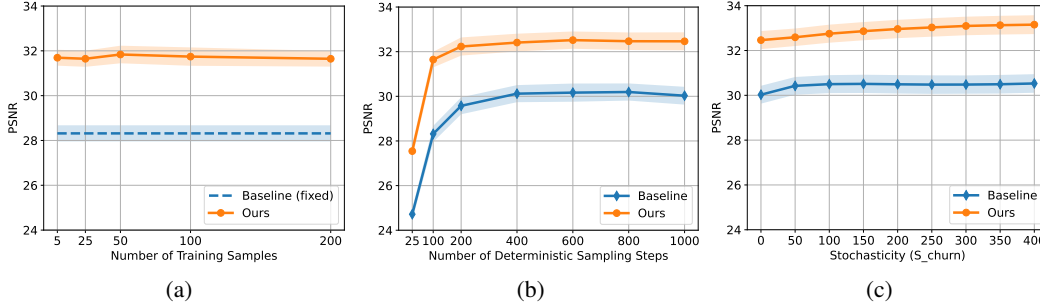 34
32
30
28
26
24
PSNR
5 25 50 100 200
Number of Training Samples
Baseline (fixed)
Ours
(a)
34
32
30
28
26
24
PSNR
25 100 200 400 600 800 1000
Number of Deterministic Sampling Steps
Baseline
Ours
(b)
34
32
30
28
26
24
PSNR
0 50 100 150 200 250 300 350 400
Stochasticity (S_churn)
Baseline
Ours
(c)